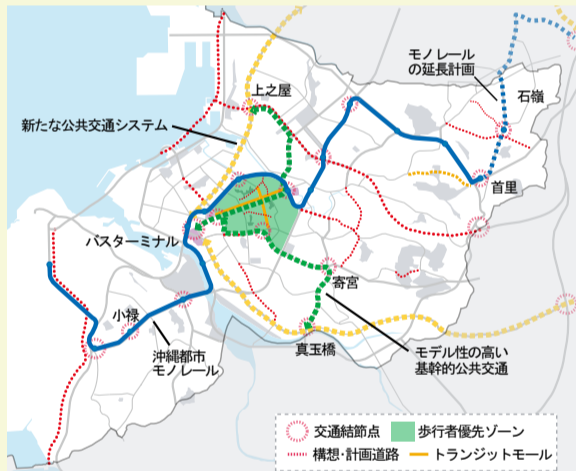 モノレール
の延長計画
石嶺
上之屋
新たな公共交通システム
首里
バスターミナル
寄宮
小禄
沖縄都市
モノレール
真玉橋
モデル性の高い
基幹的公共交通
交通結節点
歩行者優先ゾーン
構想・計画道路
トランジットモール